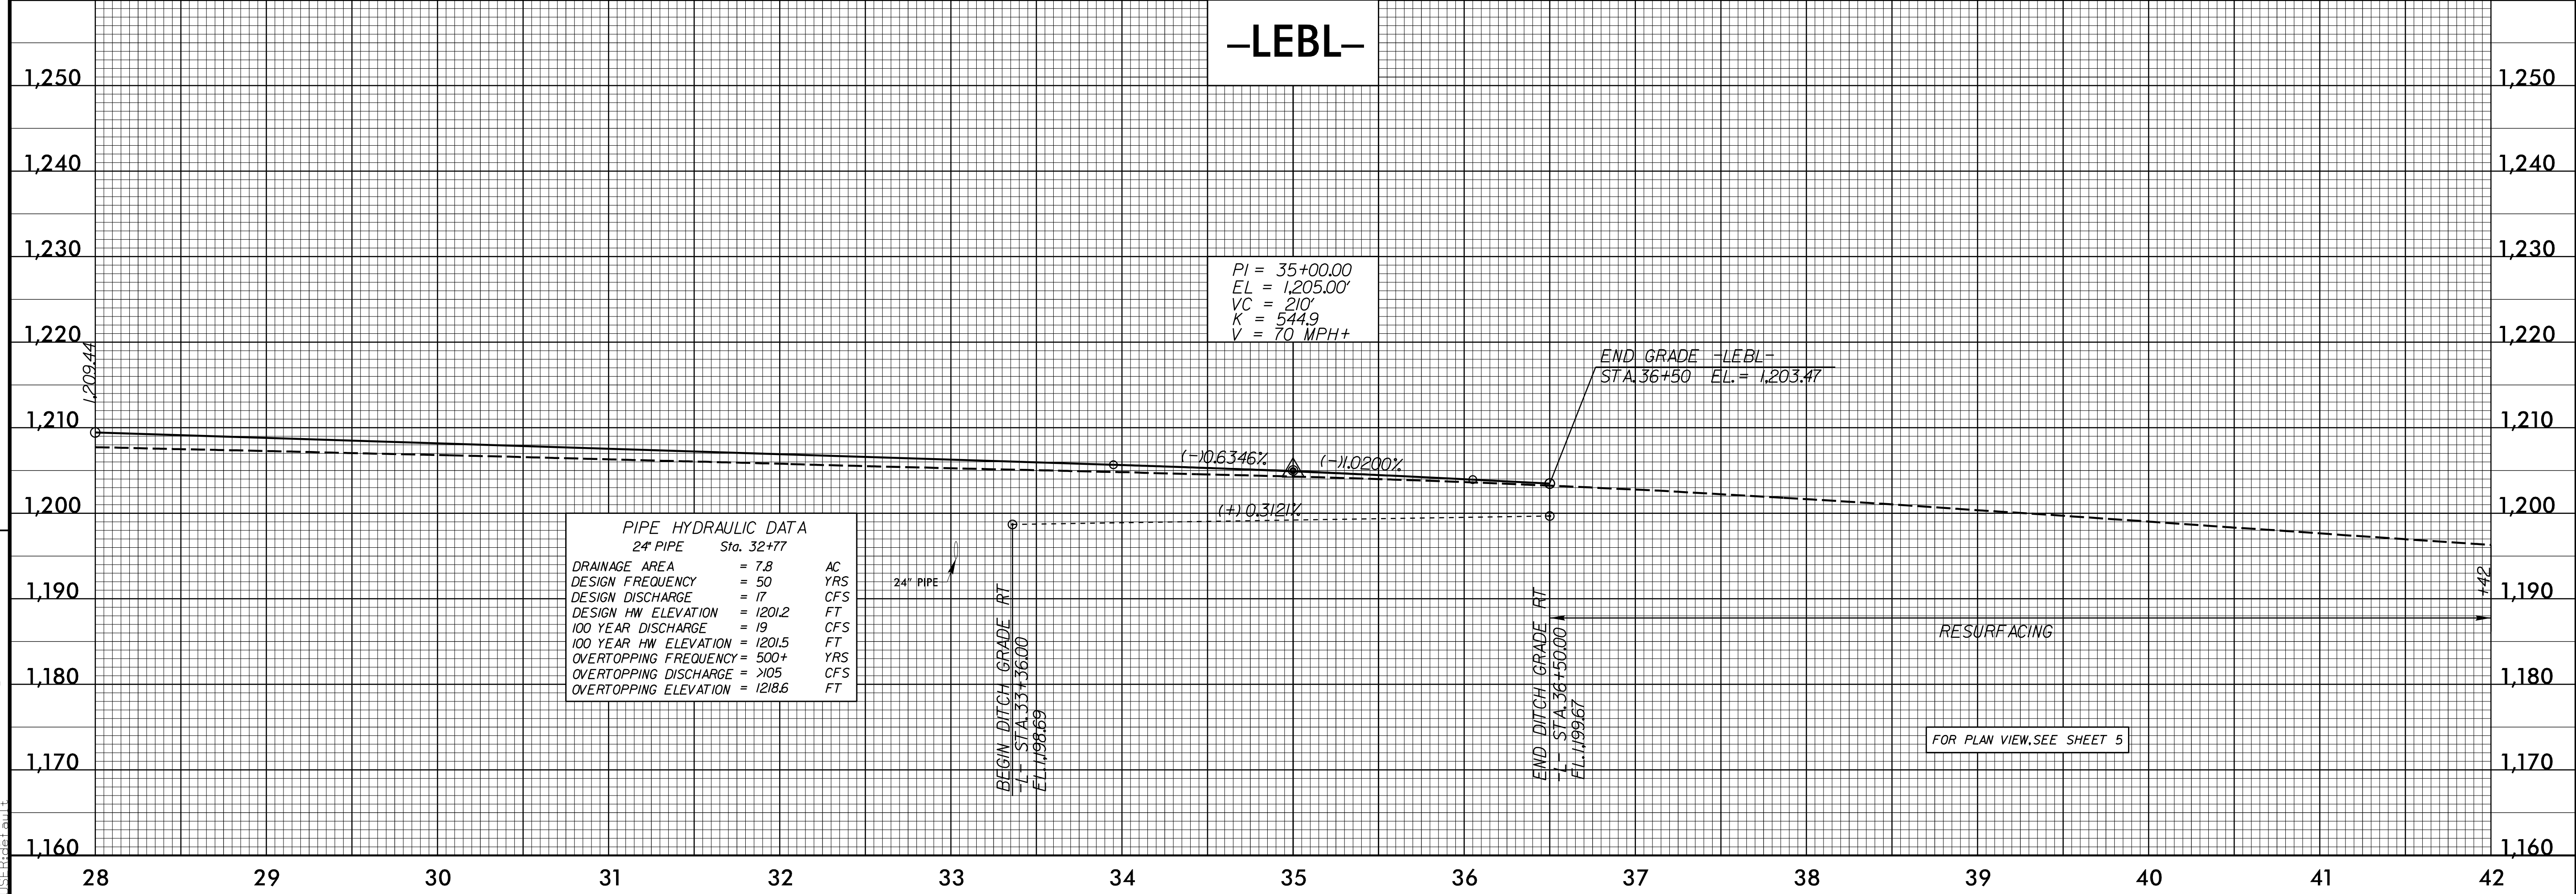 –LEBL–
1,250
1,250
1,240
1,240
1,230
1,230
PI = 35+00.00
EL = 1,205.00'
VC = 210'
K = 544.9
V = 70 MPH+
1,220
1,220
1,209.44
END GRADE -LEBL-
STA. 36+50 EL. = 1,203.47
1,210
1,210
(-)0.6346%
(-)1.0200%
1,200
1,200
(+) 0.3121%
PIPE HYDRAULIC DATA
24" PIPE Sta. 32+77
DRAINAGE AREA = 7.8 AC
DESIGN FREQUENCY = 50 YRS
DESIGN DISCHARGE = 17 CFS
DESIGN HW ELEVATION = 1201.2 FT
100 YEAR DISCHARGE = 19 CFS
100 YEAR HW ELEVATION = 1201.5 FT
OVERTOPPING FREQUENCY = 500+ YRS
OVERTOPPING DISCHARGE = >105 CFS
OVERTOPPING ELEVATION = 1218.6 FT
24" PIPE
1,190
1,190
+42
BEGIN DITCH GRADE RT
-L- STA. 33+36.00
EL. 1,198.69
END DITCH GRADE RT
-L- STA. 36+50.00
EL. 1,199.67
RESURFACING
1,180
1,180
FOR PLAN VIEW, SEE SHEET 5
1,170
1,170
1,160
1,160
28 29 30 31 32 33 34 35 36 37 38 39 40 41 42